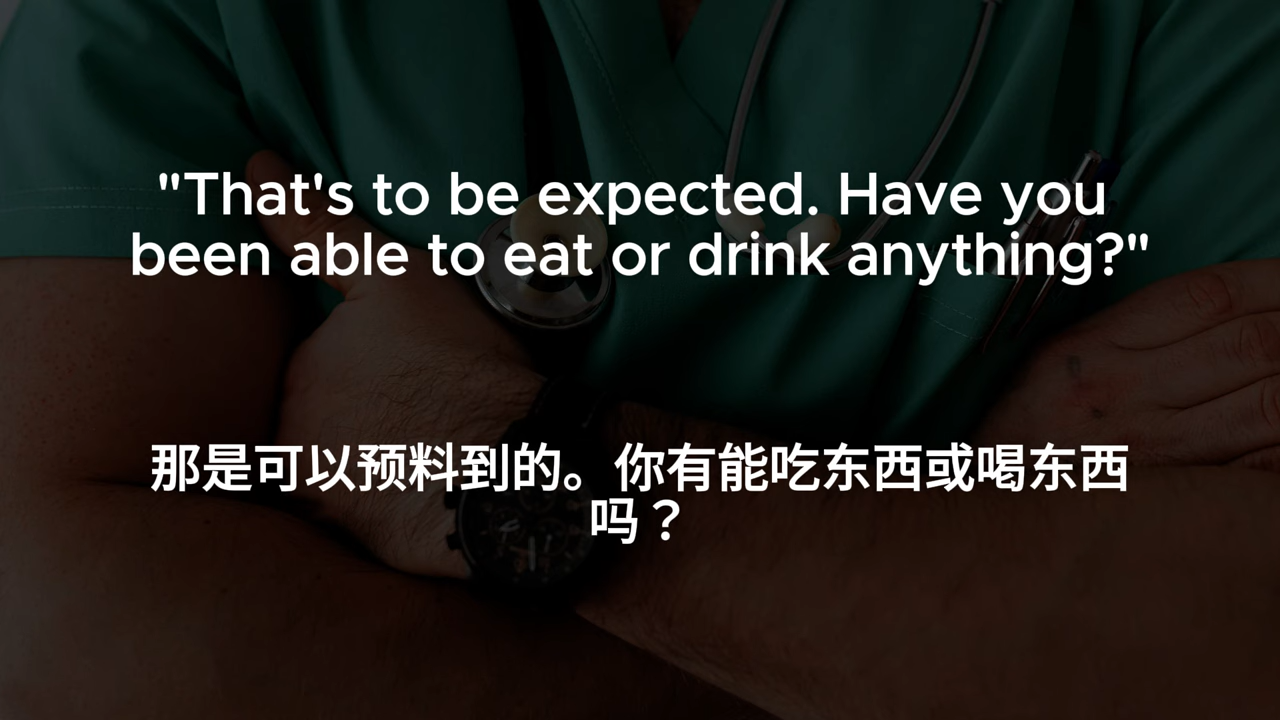 "That's to be expected. Have you
been able to eat or drink anything?"
那是可以预料到的。你有能吃东西或喝东西
吗？